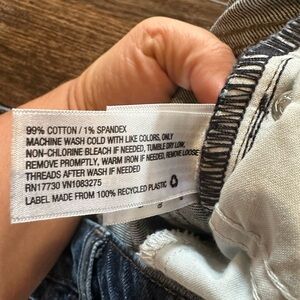 99% COTTON / 1% SPANDEX
MACHINE WASH COLD WITH LIKE COLORS, ONLY
NON-CHLORINE BLEACH IF NEEDED, TUMBLE DRY LOW,
REMOVE PROMPTLY, WARM IRON IF NEEDED, REMOVE LOOSE
THREADS AFTER WASH IF NEEDED
RN17730 VN1083275
LABEL MADE FROM 100% RECYCLED PLASTIC